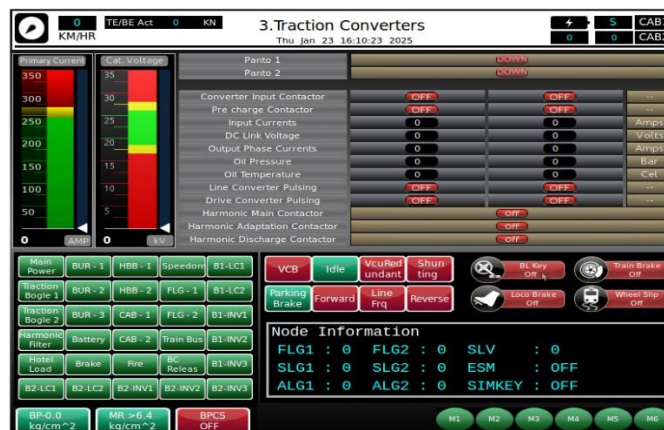 0 TE/BE Act 0 KN 3.Traction Converters S CAB1
KM/HR Thu Jan 23 16:10:23 2025 0 0 CAB2
Primary Current Cat. Voltage
350 35
300 30
250 25
200 20
150 15
100 10
50 5
0 AMP 0 kV
Panto 1 DOWN
Panto 2 DOWN
Converter Input Contactor OFF OFF --
Pre charge Contactor OFF OFF --
Input Currents 0 0 Amps
DC Link Voltage 0 0 Volts
Output Phase Currents 0 0 Amps
Oil Pressure 0 0 Bar
Oil Temperature 0 0 Cel
Line Converter Pulsing OFF OFF --
Drive Converter Pulsing OFF OFF --
Harmonic Main Contactor Off
Harmonic Adaptation Contactor Off
Harmonic Discharge Contactor Off
Main Power BUR - 1 HBB - 1 Speedom B1-LC1
Traction Bogie 1 BUR - 2 HBB - 2 FLG - 1 B1-LC2
Traction Bogie 2 BUR - 3 CAB - 1 FLG - 2 B1-INV1
Harmonic Filter Battery CAB - 2 Train Bus B1-INV2
Hotel Load Brake Fire BC Releas B1-INV3
B2-LC1 B2-LC2 B2-INV1 B2-INV2 B2-INV3
BP-0.0 kg/cm^2 MR >6.4 kg/cm^2 BPCS OFF
VCB Idle VcuRed undant Shun ting
Parking Brake Forward Line Frq Reverse
BL Key Off Train Brake Off
Loco Brake Off Wheel Slip Off
Node Information
FLG1 : 0 FLG2 : 0 SLV : 0
SLG1 : 0 SLG2 : 0 ESM : OFF
ALG1 : 0 ALG2 : 0 SIMKEY : OFF
M1 M2 M3 M4 M5 M6